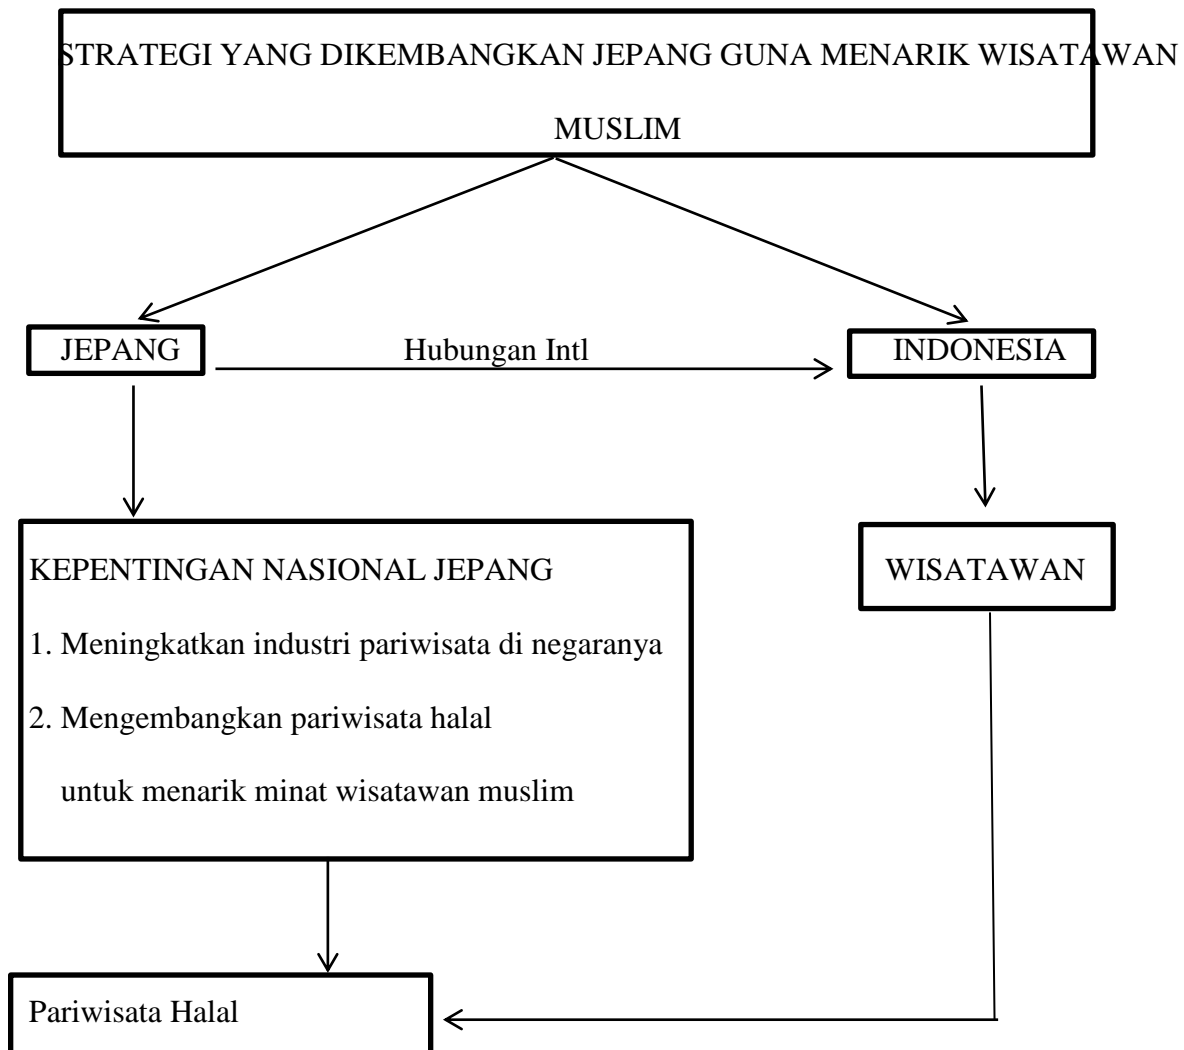 STRATEGI YANG DIKEMBANGKAN JEPANG GUNA MENARIK WISATAWAN
MUSLIM
JEPANG
Hubungan Intl
INDONESIA
KEPENTINGAN NASIONAL JEPANG
1. Meningkatkan industri pariwisata di negaranya
2. Mengembangkan pariwisata halal
untuk menarik minat wisatawan muslim
WISATAWAN
Pariwisata Halal